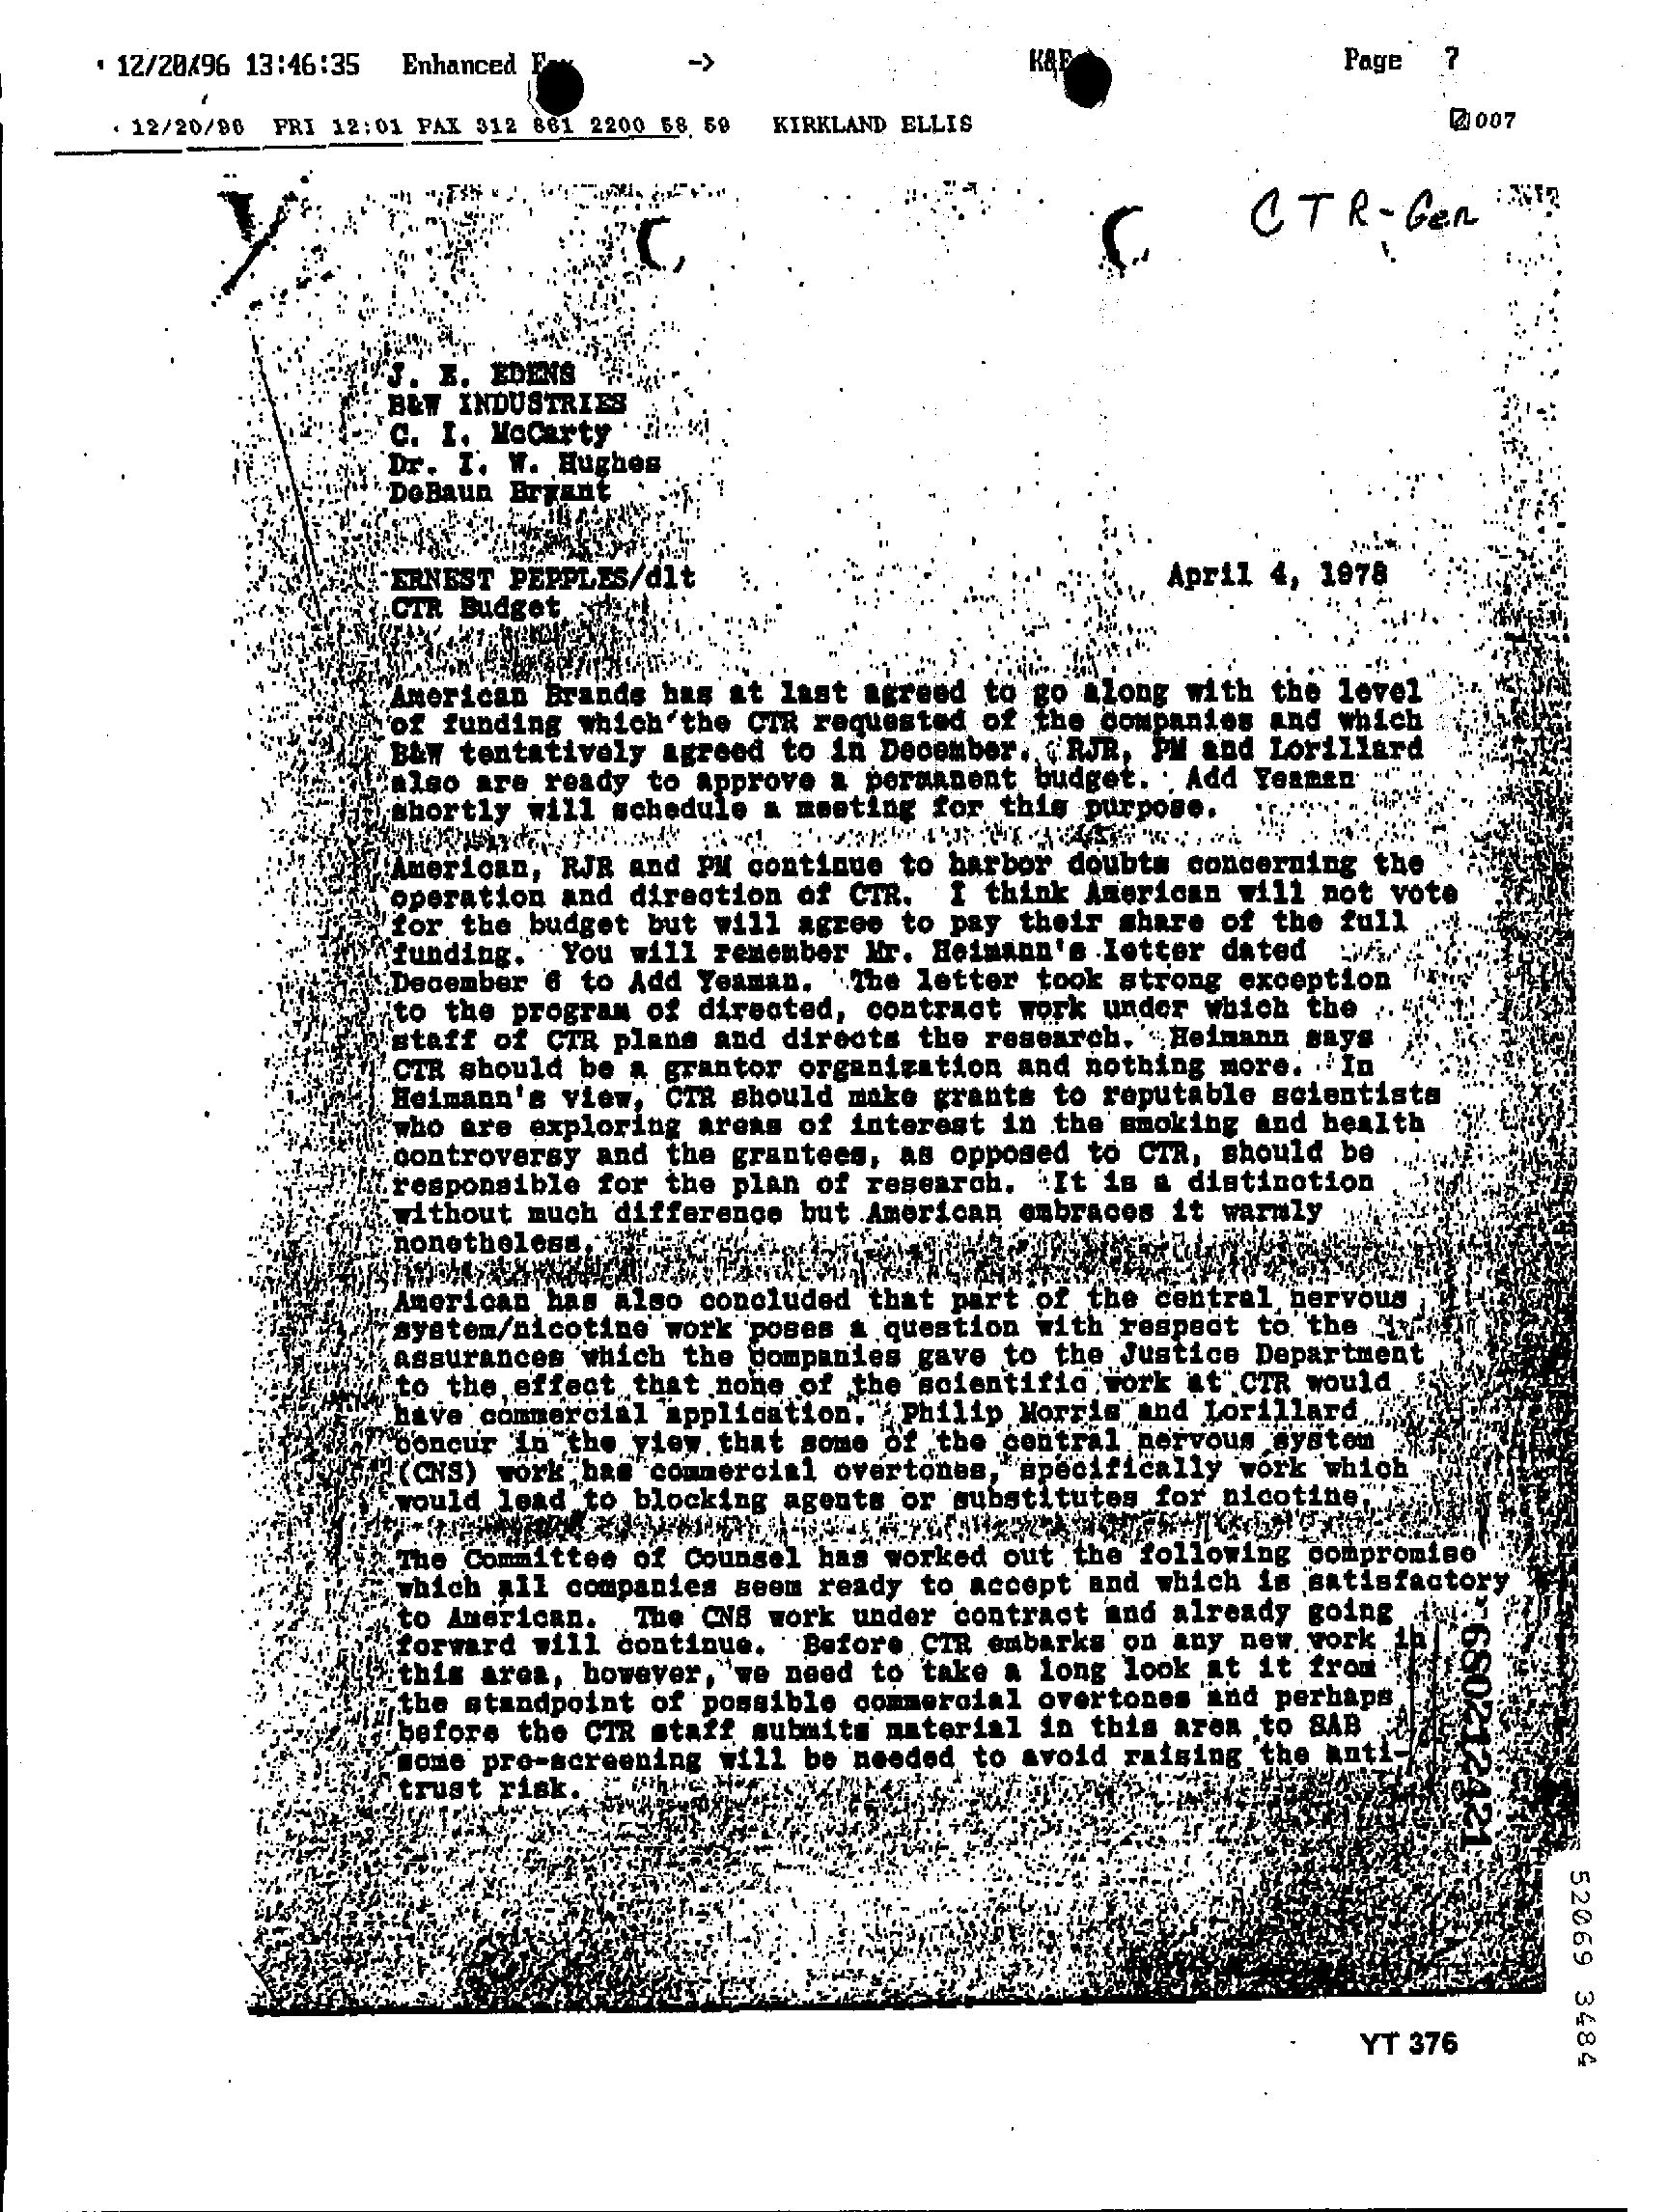 12/20/96 13:46:35 Enhanced Fax -> K&E Page 7
12/20/96 FRI 12:01 FAX 312 861 2200 58 59 KIRKLAND ELLIS 007
CTR-Gen
J. E. EDENS
B&W INDUSTRIES
C. I. McCarty
Dr. I. W. Hughes
DeBaun Bryant
ERNEST PEPPLES/dlt April 4, 1978
CTR Budget
American Brands has at last agreed to go along with the level
of funding which the CTR requested of the companies and which
B&W tentatively agreed to in December. RJR, PM and Lorillard
also are ready to approve a permanent budget. Add Yeaman
shortly will schedule a meeting for this purpose.
American, RJR and PM continue to harbor doubts concerning the
operation and direction of CTR. I think American will not vote
for the budget but will agree to pay their share of the full
funding. You will remember Mr. Heimann's letter dated
December 6 to Add Yeaman. The letter took strong exception
to the program of directed, contract work under which the
staff of CTR plans and directs the research. Heimann says
CTR should be a grantor organization and nothing more. In
Heimann's view, CTR should make grants to reputable scientists
who are exploring areas of interest in the smoking and health
controversy and the grantees, as opposed to CTR, should be
responsible for the plan of research. It is a distinction
without much difference but American embraces it warmly
nonetheless.
American has also concluded that part of the central nervous
system/nicotine work poses a question with respect to the
assurances which the companies gave to the Justice Department
to the effect that none of the scientific work at CTR would
have commercial application. Philip Morris and Lorillard
concur in the view that some of the central nervous system
(CNS) work has commercial overtones, specifically work which
would lead to blocking agents or substitutes for nicotine.
The Committee of Counsel has worked out the following compromise
which all companies seem ready to accept and which is satisfactory
to American. The CNS work under contract and already going
forward will continue. Before CTR embarks on any new work in
this area, however, we need to take a long look at it from
the standpoint of possible commercial overtones and perhaps
before the CTR staff submits material in this area to SAB
some pre-screening will be needed to avoid raising the anti-
trust risk.
680212421
52069 3484
YT 376